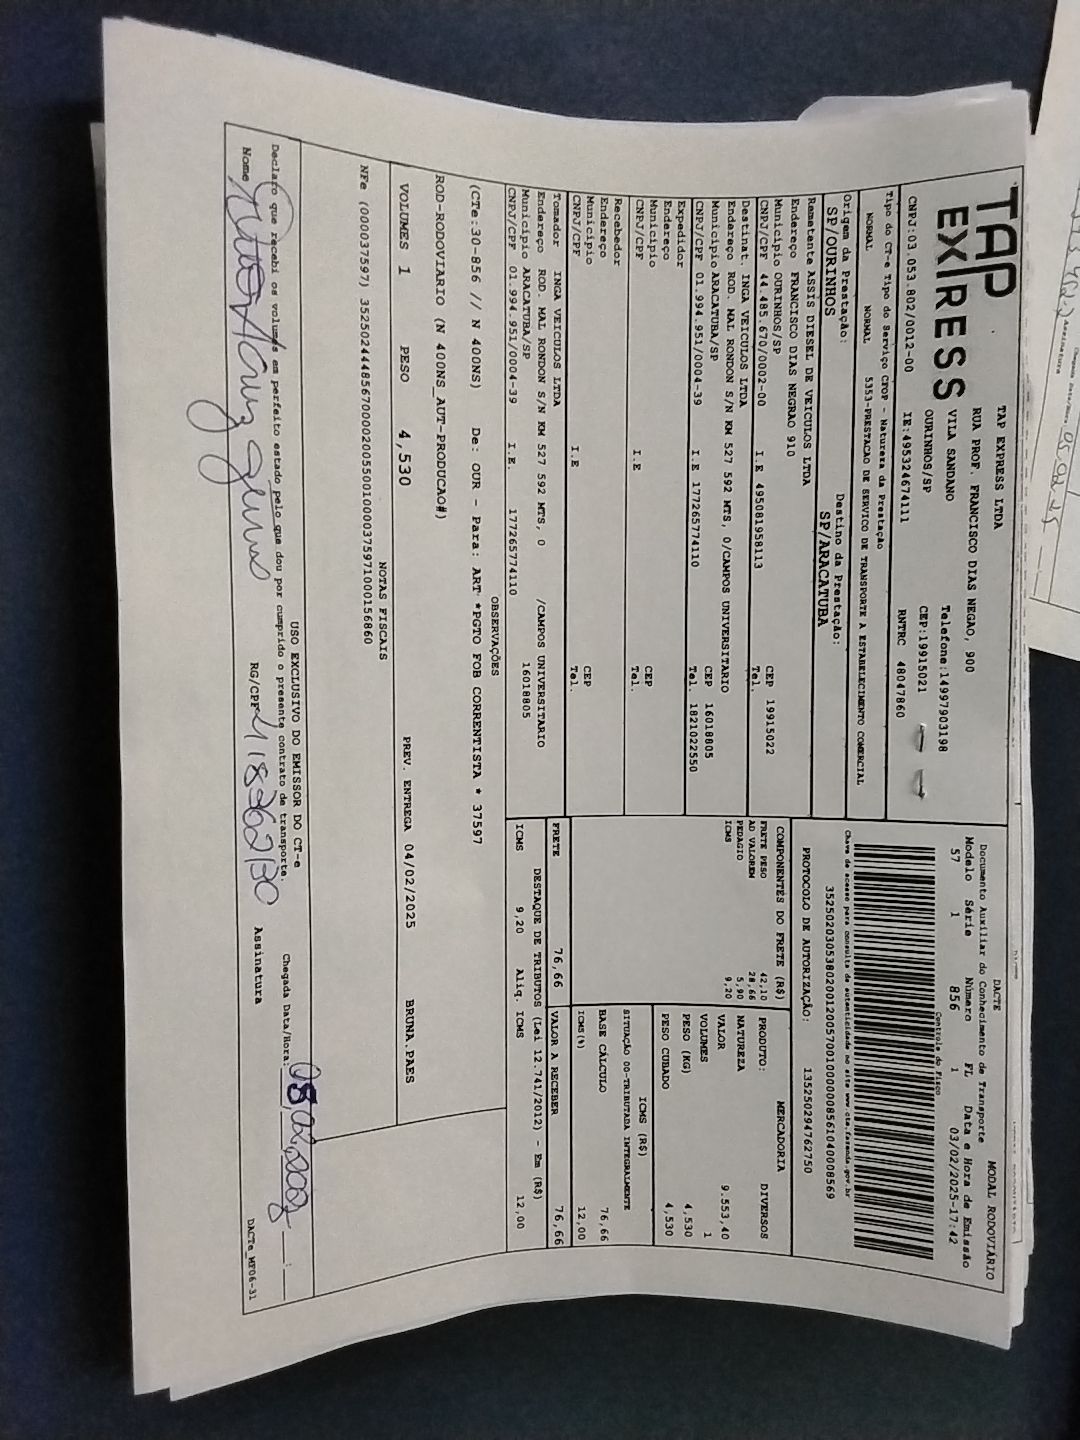 TAP EXPRESS
TAP EXPRESS LTDA
RUA PROF. FRANCISCO DIAS NEGAO, 900
VILA SANDANO Telefone:14997903198
OURINHOS/SP CEP:19915021
CNPJ:03.053.802/0012-00 IE:495324674111 RNTRC 48047860
Tipo do CT-e Tipo do Serviço CFOP - Natureza da Prestação
NORMAL NORMAL 5353-PRESTACAO DE SERVICO DE TRANSPORTE A ESTABELECIMENTO COMERCIAL
Origem da Prestação: Destino da Prestação:
SP/OURINHOS SP/ARACATUBA
DACTE MODAL RODOVIÁRIO
Documento Auxiliar do Conhecimento de Transporte
Modelo Série Número FL Data e Hora de Emissão
57 1 856 1 03/02/2025-17:42
Controle do Fisco
Chave de acesso para consulta de autenticidade no site www.cte.fazenda.gov.br
PROTOCOLO DE AUTORIZAÇÃO: 135250294762750
Remetente ASSIS DIESEL DE VEICULOS LTDA
Endereço FRANCISCO DIAS NEGRAO 910
Município OURINHOS/SP CEP 19915022
CNPJ/CPF 44.485.670/0002-00 I.E 495081958113 Tel.
Destinat. INGA VEICULOS LTDA
Endereço ROD. MAL RONDON S/N KM 527 592 MTS, 0/CAMPOS UNIVERSITARIO
Município ARACATUBA/SP CEP 16018805
CNPJ/CPF 01.994.951/0004-39 I.E 177265774110 Tel. 1821022550
Expedidor
Endereço
Município CEP
CNPJ/CPF I.E Tel.
Recebedor
Endereço
Município CEP
CNPJ/CPF I.E Tel.
Tomador INGA VEICULOS LTDA
Endereço ROD. MAL RONDON S/N KM 527 592 MTS, 0 /CAMPOS UNIVERSITARIO
Município ARACATUBA/SP 16018805
CNPJ/CPF 01.994.951/0004-39 I.E. 177265774110
COMPONENTES DO FRETE (R$)
FRETE PESO 42,10
AD VALOREM 28,66
PEDAGIO 5,90
ICMS 9,20
MERCADORIA
PRODUTO: DIVERSOS
NATUREZA
VALOR 9.553,40
VOLUMES 1
PESO (KG) 4,530
PESO CUBADO 4,530
ICMS (R$)
SITUAÇÃO 00-TRIBUTADA INTEGRALMENTE
BASE CÁLCULO 76,66
ICMS(%) 12,00
FRETE 76,66 VALOR A RECEBER 76,66
DESTAQUE DE TRIBUTOS (Lei 12.741/2012) - Em (R$)
ICMS 9,20 Aliq. ICMS 12,00
OBSERVAÇÕES
(CTe:30-856 // N 400NS) De: OUR - Para: ART *PGTO FOB CORRENTISTA * 37597
ROD-RODOVIARIO (N 400NS_AUT-PRODUCAO#)
VOLUMES 1 PESO 4,530 PREV. ENTREGA 04/02/2025 BRUNA.PAES
NOTAS FISCAIS
NFe (000037597) 35250244485670000200550010000375971000156860
USO EXCLUSIVO DO EMISSOR DO CT-e
Declaro que recebi os volumes em perfeito estado pelo que dou por cumprido o presente contrato de transporte. Chegada Data/Hora:
Nome RG/CPF 418362130 Assinatura
DACTe_MF06-31